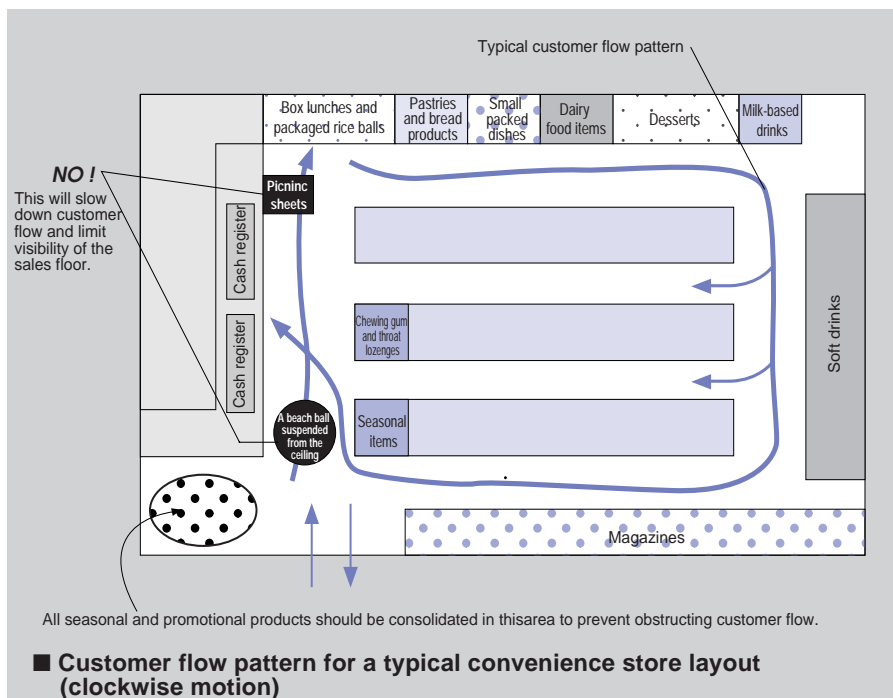 Typical customer flow pattern
Box lunches and
packaged rice balls
Pastries
and bread
products
Small
packed
dishes
Dairy
food items
Desserts
Milk-based
drinks
NO !
This will slow
down customer
flow and limit
visibility of the
sales floor.
Picninc
sheets
Cash register
Cash register
Chewing gum
and throat
lozenges
Soft drinks
A beach ball
suspended
from the
ceiling
Seasonal
items
Magazines
All seasonal and promotional products should be consolidated in thisarea to prevent obstructing customer flow.
■ Customer flow pattern for a typical convenience store layout
(clockwise motion)